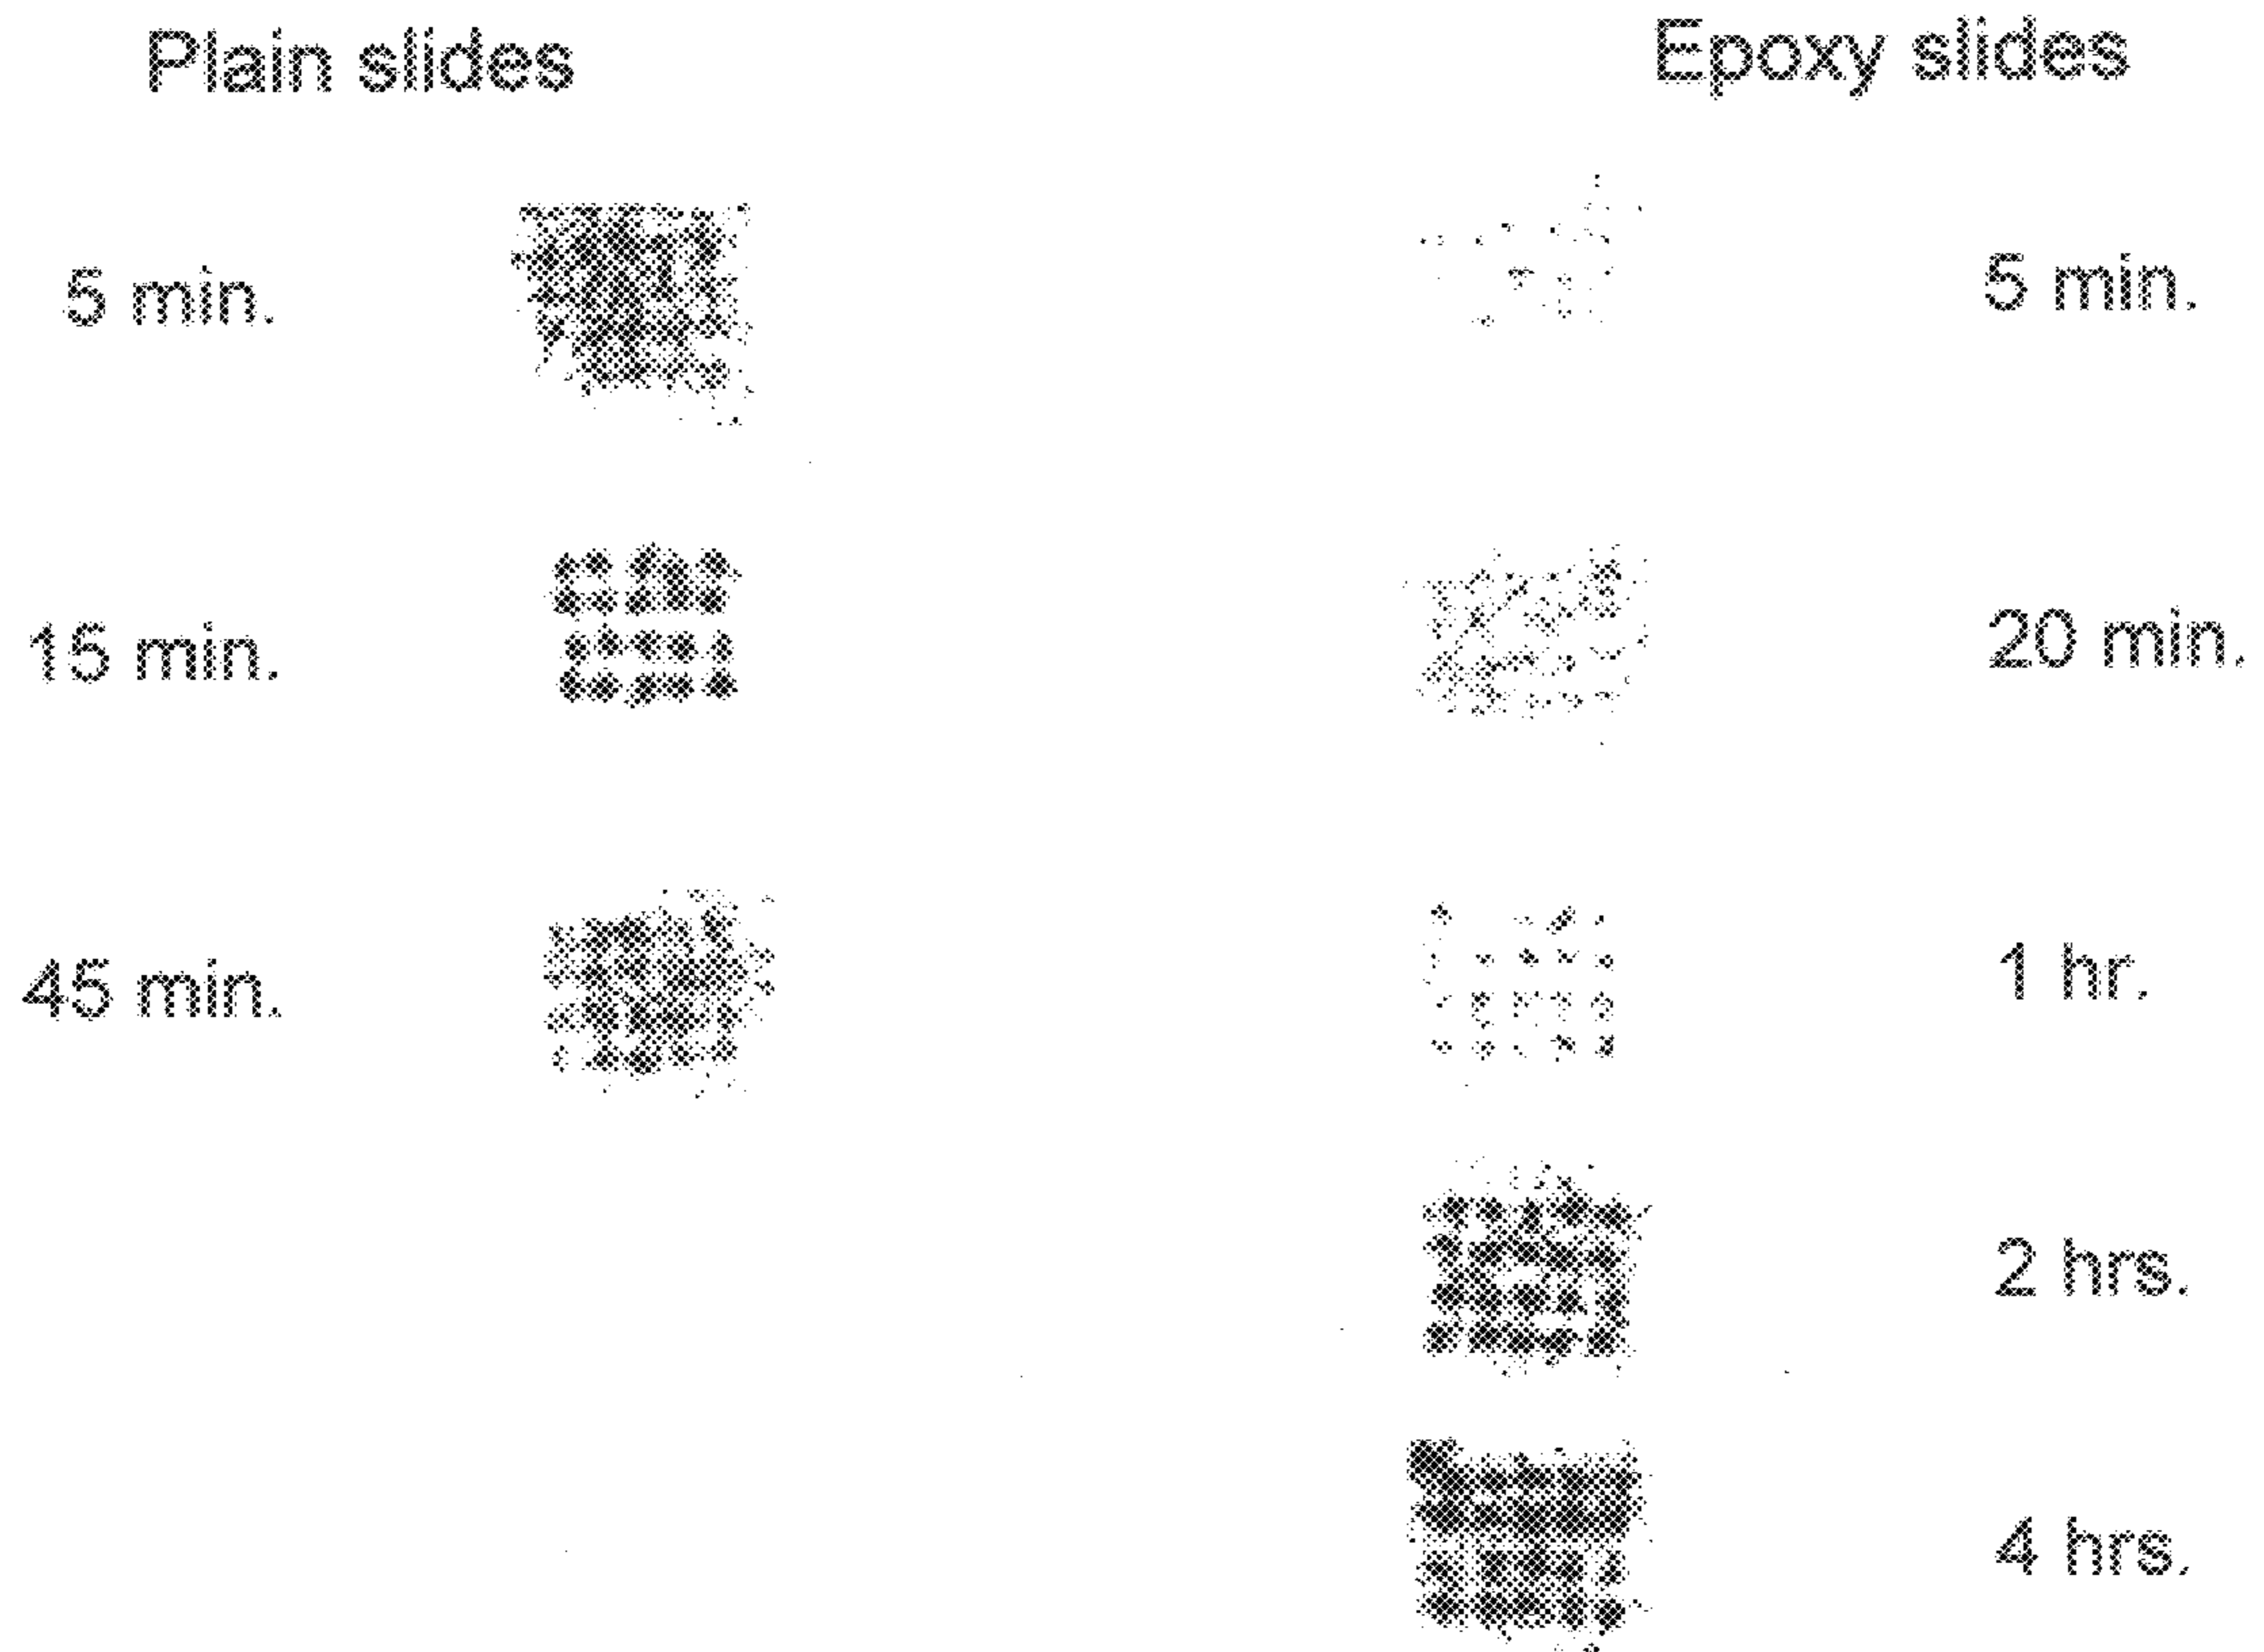 Plain slides
Epoxy slides
5 min.
5 min.
15 min.
20 min.
45 min.
1 hr.
2 hrs.
4 hrs.